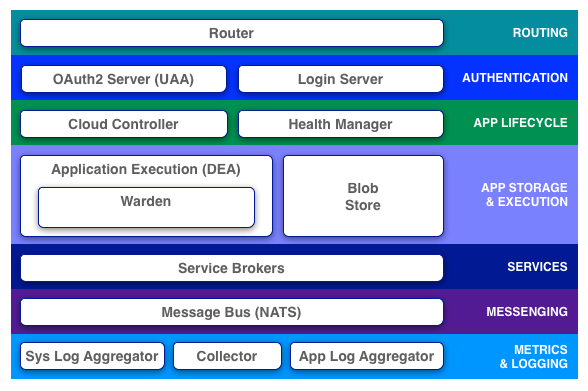 Router
ROUTING
OAuth2 Server (UAA)
Login Server
AUTHENTICATION
Cloud Controller
Health Manager
APP LIFECYCLE
Application Execution (DEA)
Warden
Blob
Store
APP STORAGE
& EXECUTION
Service Brokers
SERVICES
Message Bus (NATS)
MESSENGING
Sys Log Aggregator
Collector
App Log Aggregator
METRICS
& LOGGING